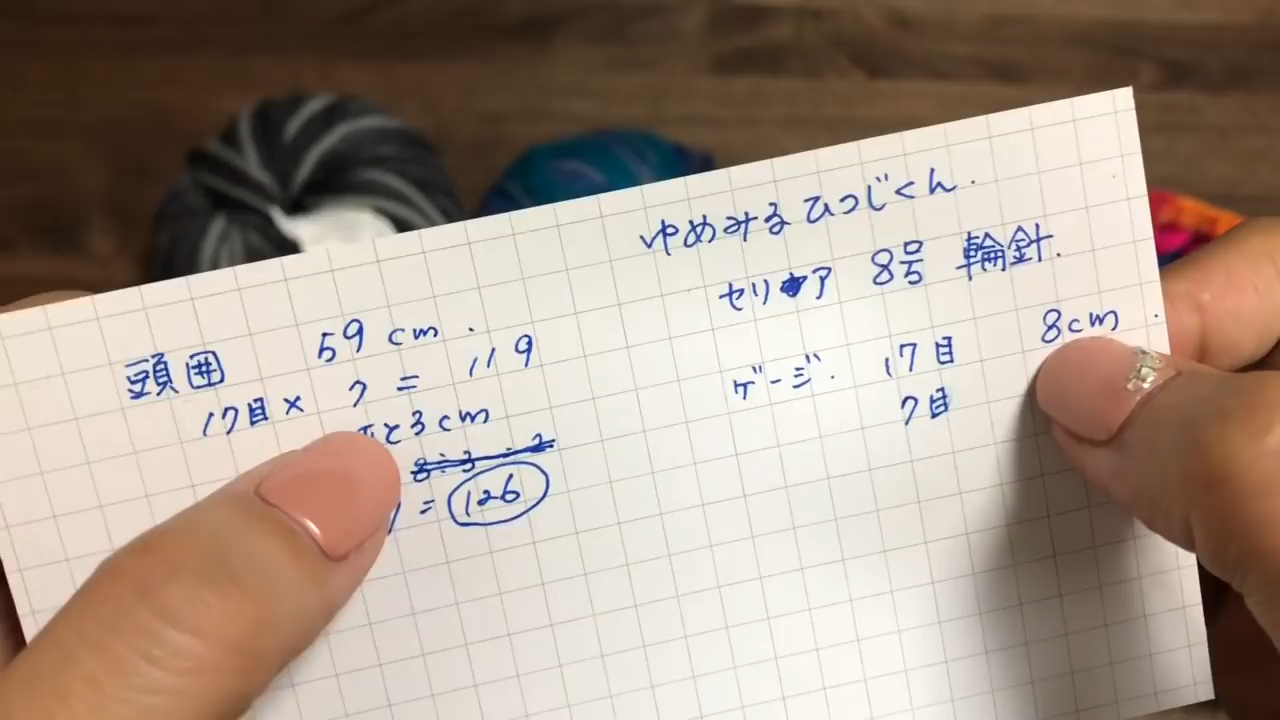 ゆめみるひつじくん.
セリア 8号 輪針.
ゲージ. 17目 8cm.
7目
頭囲 59cm.
17目 × 7 = 119
と3cm
8÷3
= 126